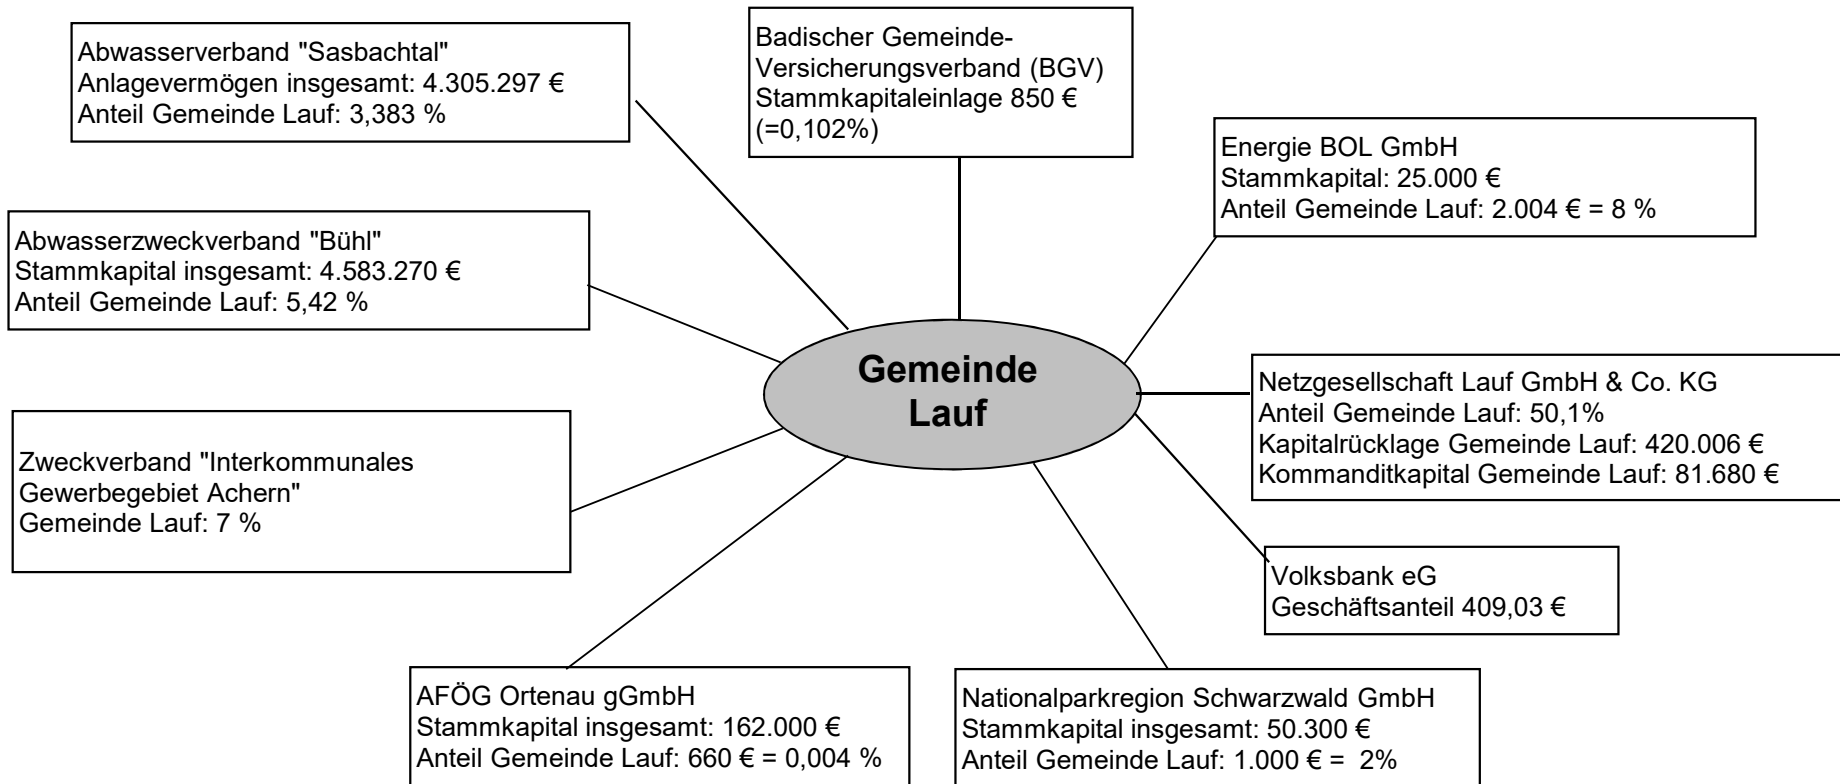 Abwasserverband "Sasbachtal"
Anlagevermögen insgesamt: 4.305.297 €
Anteil Gemeinde Lauf: 3,383 %
Badischer Gemeinde-
Versicherungsverband (BGV)
Stammkapitaleinlage 850 €
(=0,102%)
Energie BOL GmbH
Stammkapital: 25.000 €
Anteil Gemeinde Lauf: 2.004 € = 8 %
Abwasserzweckverband "Bühl"
Stammkapital insgesamt: 4.583.270 €
Anteil Gemeinde Lauf: 5,42 %
Gemeinde
Lauf
Netzgesellschaft Lauf GmbH & Co. KG
Anteil Gemeinde Lauf: 50,1%
Kapitalrücklage Gemeinde Lauf: 420.006 €
Kommanditkapital Gemeinde Lauf: 81.680 €
Zweckverband "Interkommunales
Gewerbegebiet Achern"
Gemeinde Lauf: 7 %
Volksbank eG
Geschäftsanteil 409,03 €
AFÖG Ortenau gGmbH
Stammkapital insgesamt: 162.000 €
Anteil Gemeinde Lauf: 660 € = 0,004 %
Nationalparkregion Schwarzwald GmbH
Stammkapital insgesamt: 50.300 €
Anteil Gemeinde Lauf: 1.000 € =  2%